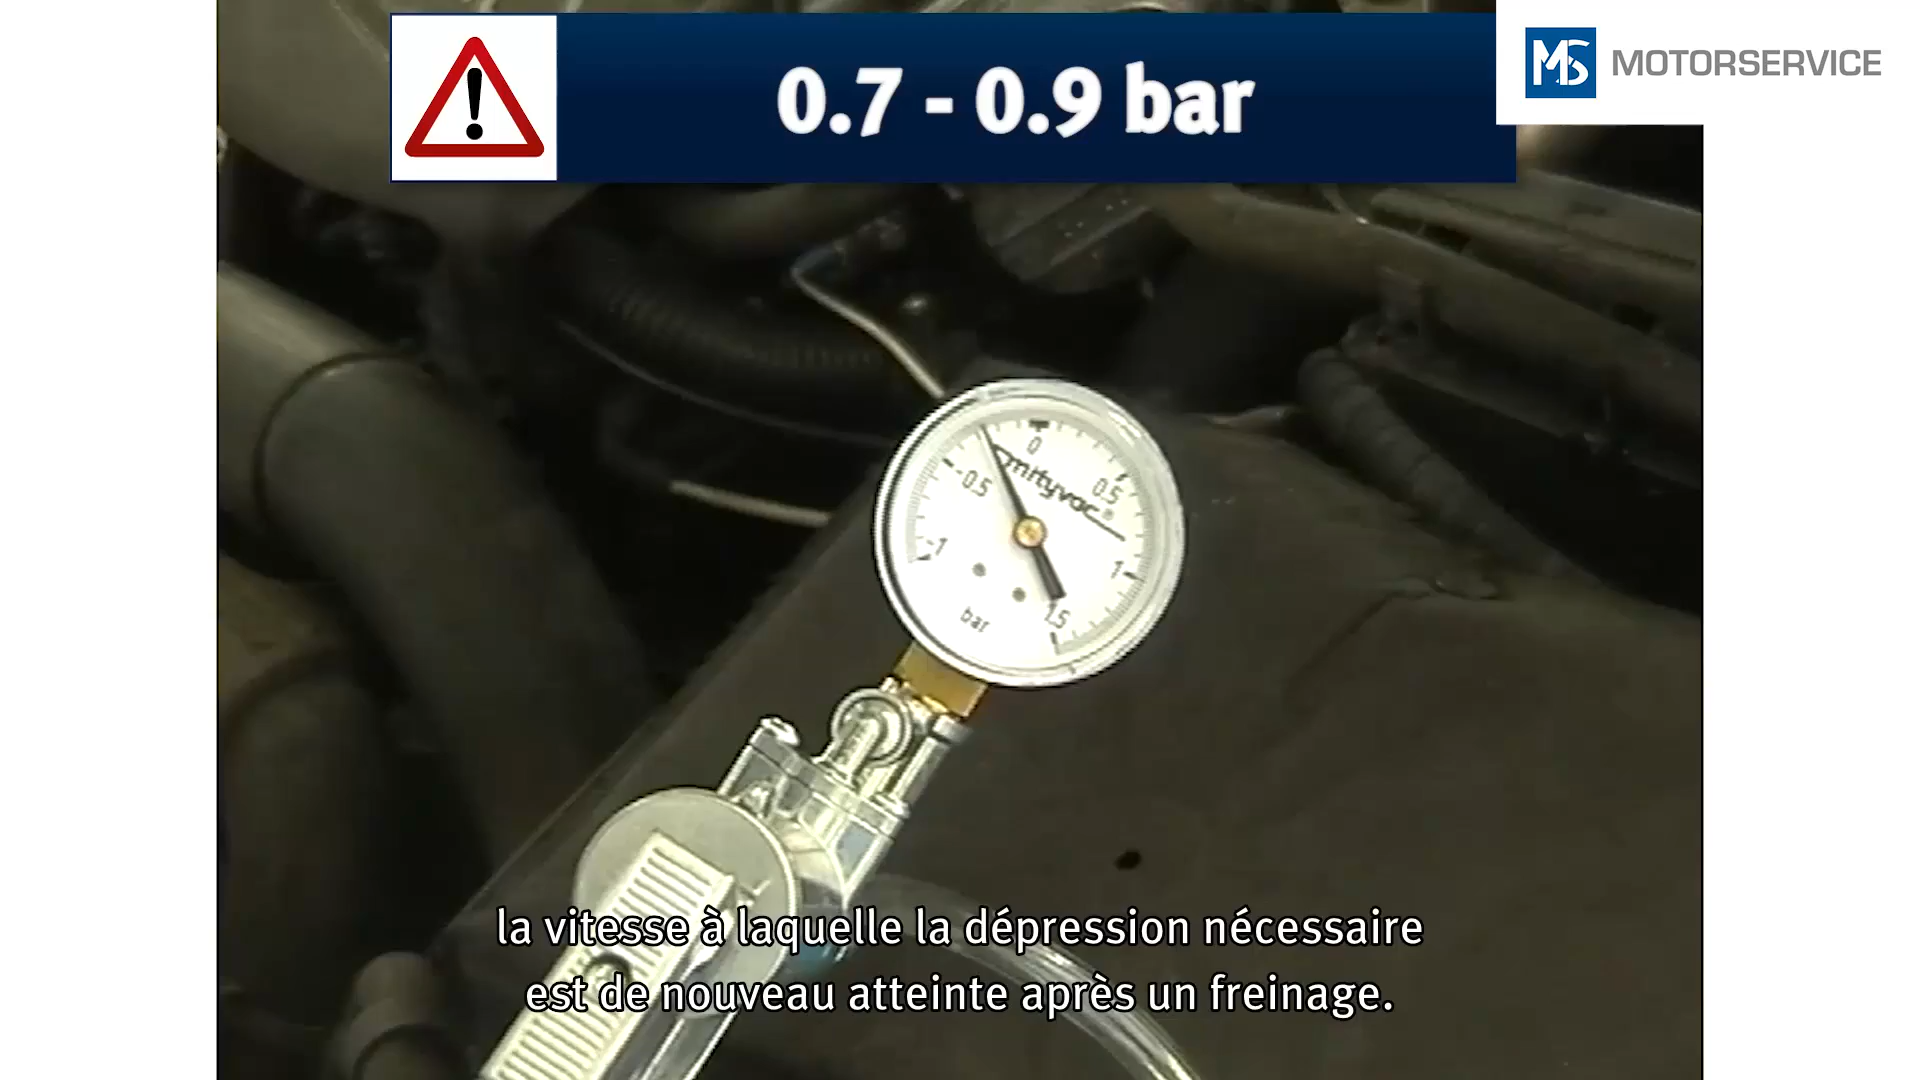 0.7 - 0.9 bar
MS MOTORSERVICE
0
-0.5
0.5
mityvac®
-1
1
1.5
bar
la vitesse à laquelle la dépression nécessaire
est de nouveau atteinte après un freinage.